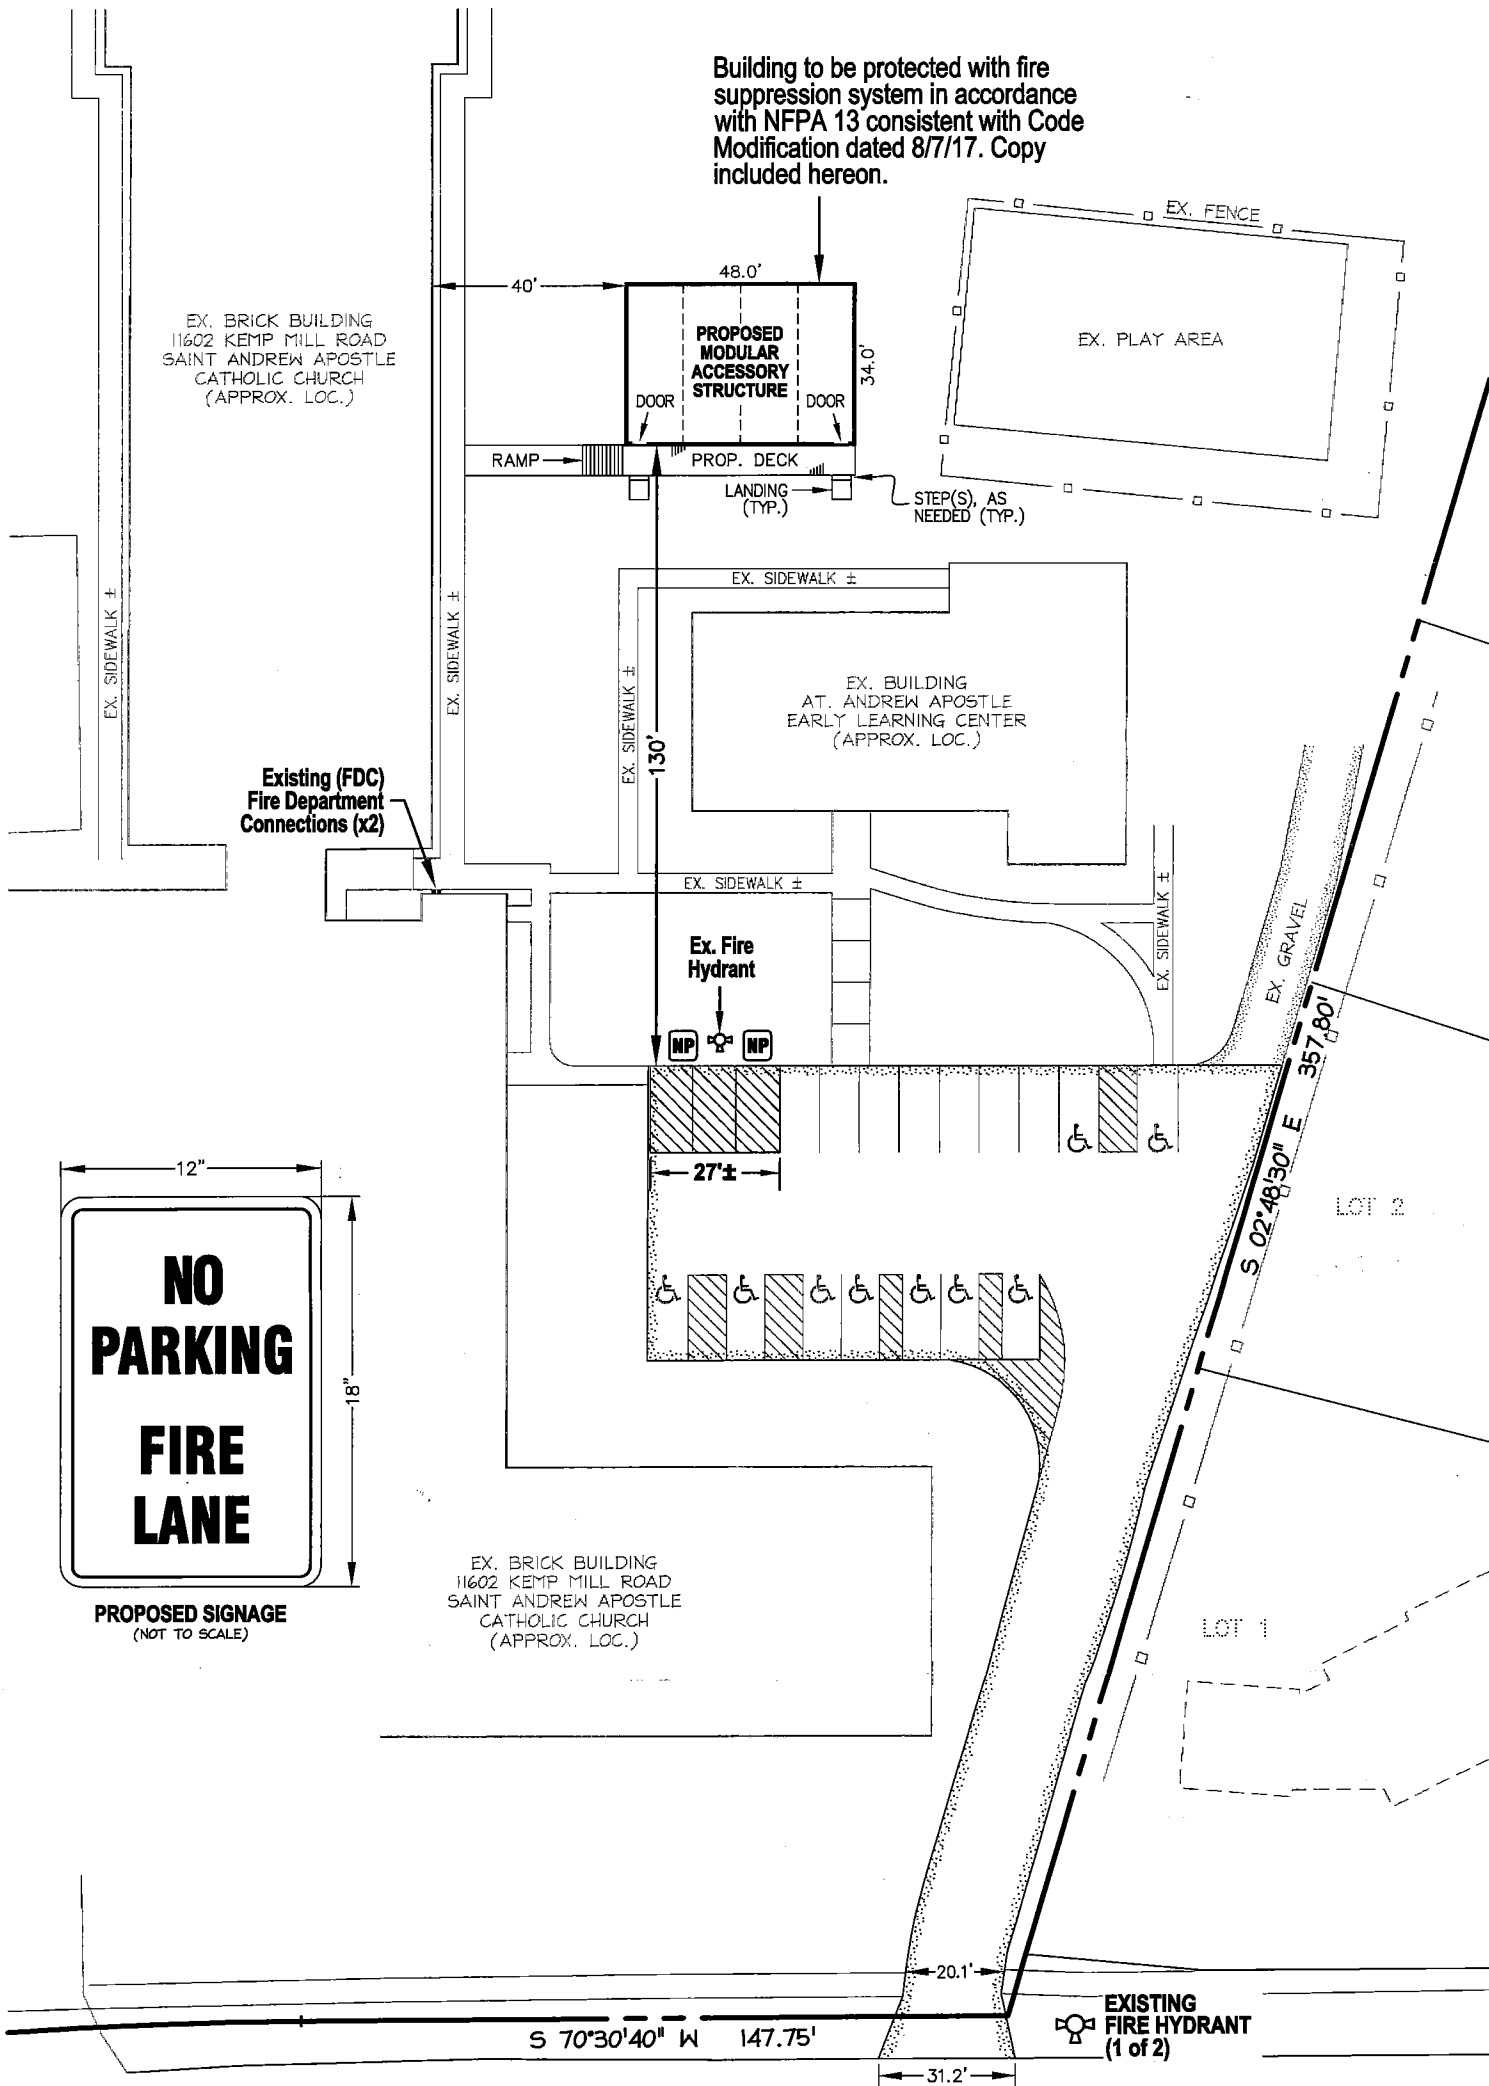 Building to be protected with fire
suppression system in accordance
with NFPA 13 consistent with Code
Modification dated 8/7/17. Copy
included hereon.
EX. FENCE
48.0'
40'
EX. BRICK BUILDING
11602 KEMP MILL ROAD
SAINT ANDREW APOSTLE
CATHOLIC CHURCH
(APPROX. LOC.)
PROPOSED
MODULAR
ACCESSORY
STRUCTURE
34.0'
EX. PLAY AREA
DOOR
DOOR
RAMP
PROP. DECK
LANDING
(TYP.)
STEP(S), AS
NEEDED (TYP.)
EX. SIDEWALK ±
EX. SIDEWALK ±
EX. SIDEWALK ±
EX. SIDEWALK ±
EX. BUILDING
AT. ANDREW APOSTLE
EARLY LEARNING CENTER
(APPROX. LOC.)
130'
Existing (FDC)
Fire Department
Connections (x2)
EX. SIDEWALK ±
EX. SIDEWALK ±
EX. GRAVEL
Ex. Fire
Hydrant
NP
NP
S 02°48'30" E 357.80'
27'±
12"
18"
NO
PARKING
FIRE
LANE
PROPOSED SIGNAGE
(NOT TO SCALE)
LOT 2
EX. BRICK BUILDING
11602 KEMP MILL ROAD
SAINT ANDREW APOSTLE
CATHOLIC CHURCH
(APPROX. LOC.)
LOT 1
20.1'
S 70°30'40" W 147.75'
EXISTING
FIRE HYDRANT
(1 of 2)
31.2'